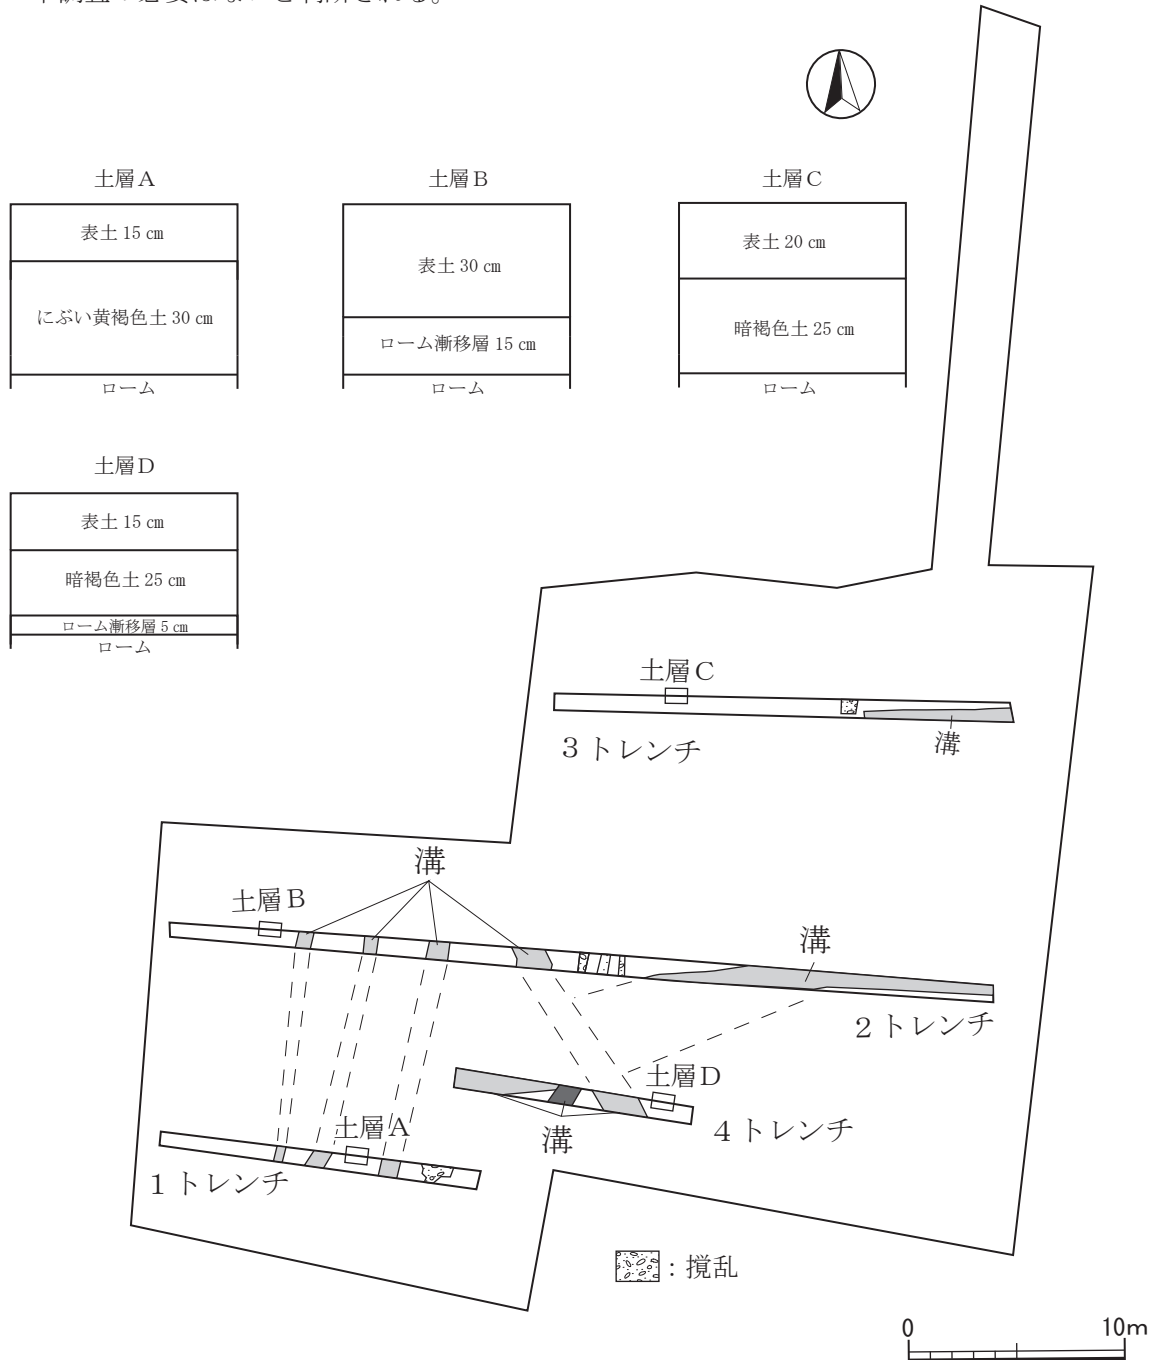 土層A
土層B
土層C
表土 15 ㎝
にぶい黄褐色土 30 ㎝
ローム
表土 30 ㎝
ローム漸移層 15 ㎝
ローム
表土 20 ㎝
暗褐色土 25 ㎝
ローム
土層D
表土 15 ㎝
暗褐色土 25 ㎝
ローム漸移層 5 ㎝
ローム
土層C
3トレンチ
溝
溝
土層B
溝
2トレンチ
土層D
4トレンチ
溝
土層A
1トレンチ
：撹乱
0 10m